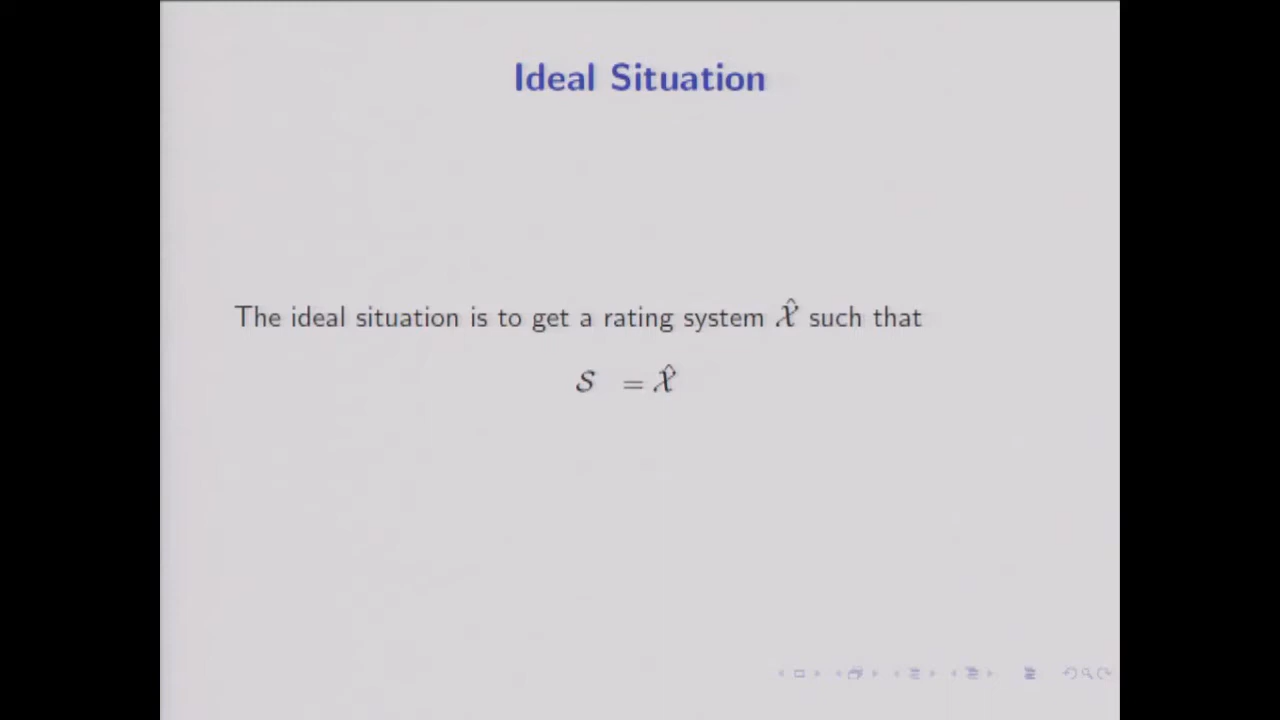 Ideal Situation
The ideal situation is to get a rating system 𝒳̂ such that
𝒮 = 𝒳̂